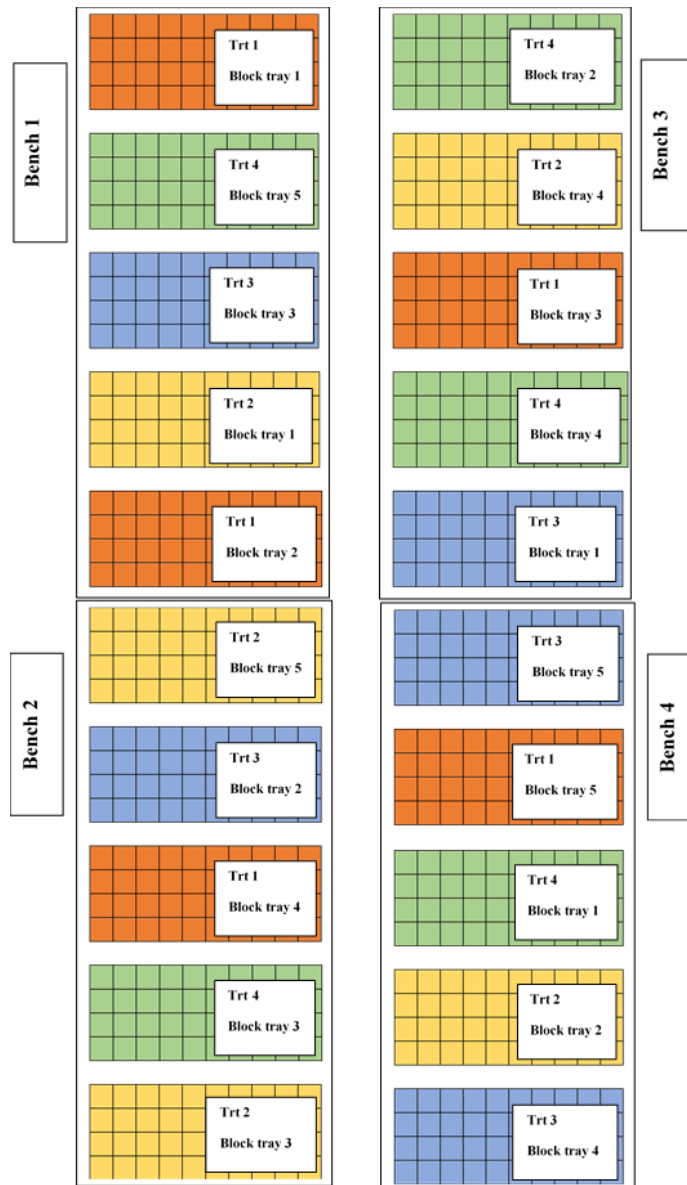 Bench 1
Trt 1
Block tray 1
Trt 4
Block tray 5
Trt 3
Block tray 3
Trt 2
Block tray 1
Trt 1
Block tray 2
Bench 2
Trt 2
Block tray 5
Trt 3
Block tray 2
Trt 1
Block tray 4
Trt 4
Block tray 3
Trt 2
Block tray 3
Bench 3
Trt 4
Block tray 2
Trt 2
Block tray 4
Trt 1
Block tray 3
Trt 4
Block tray 4
Trt 3
Block tray 1
Bench 4
Trt 3
Block tray 5
Trt 1
Block tray 5
Trt 4
Block tray 1
Trt 2
Block tray 2
Trt 3
Block tray 4